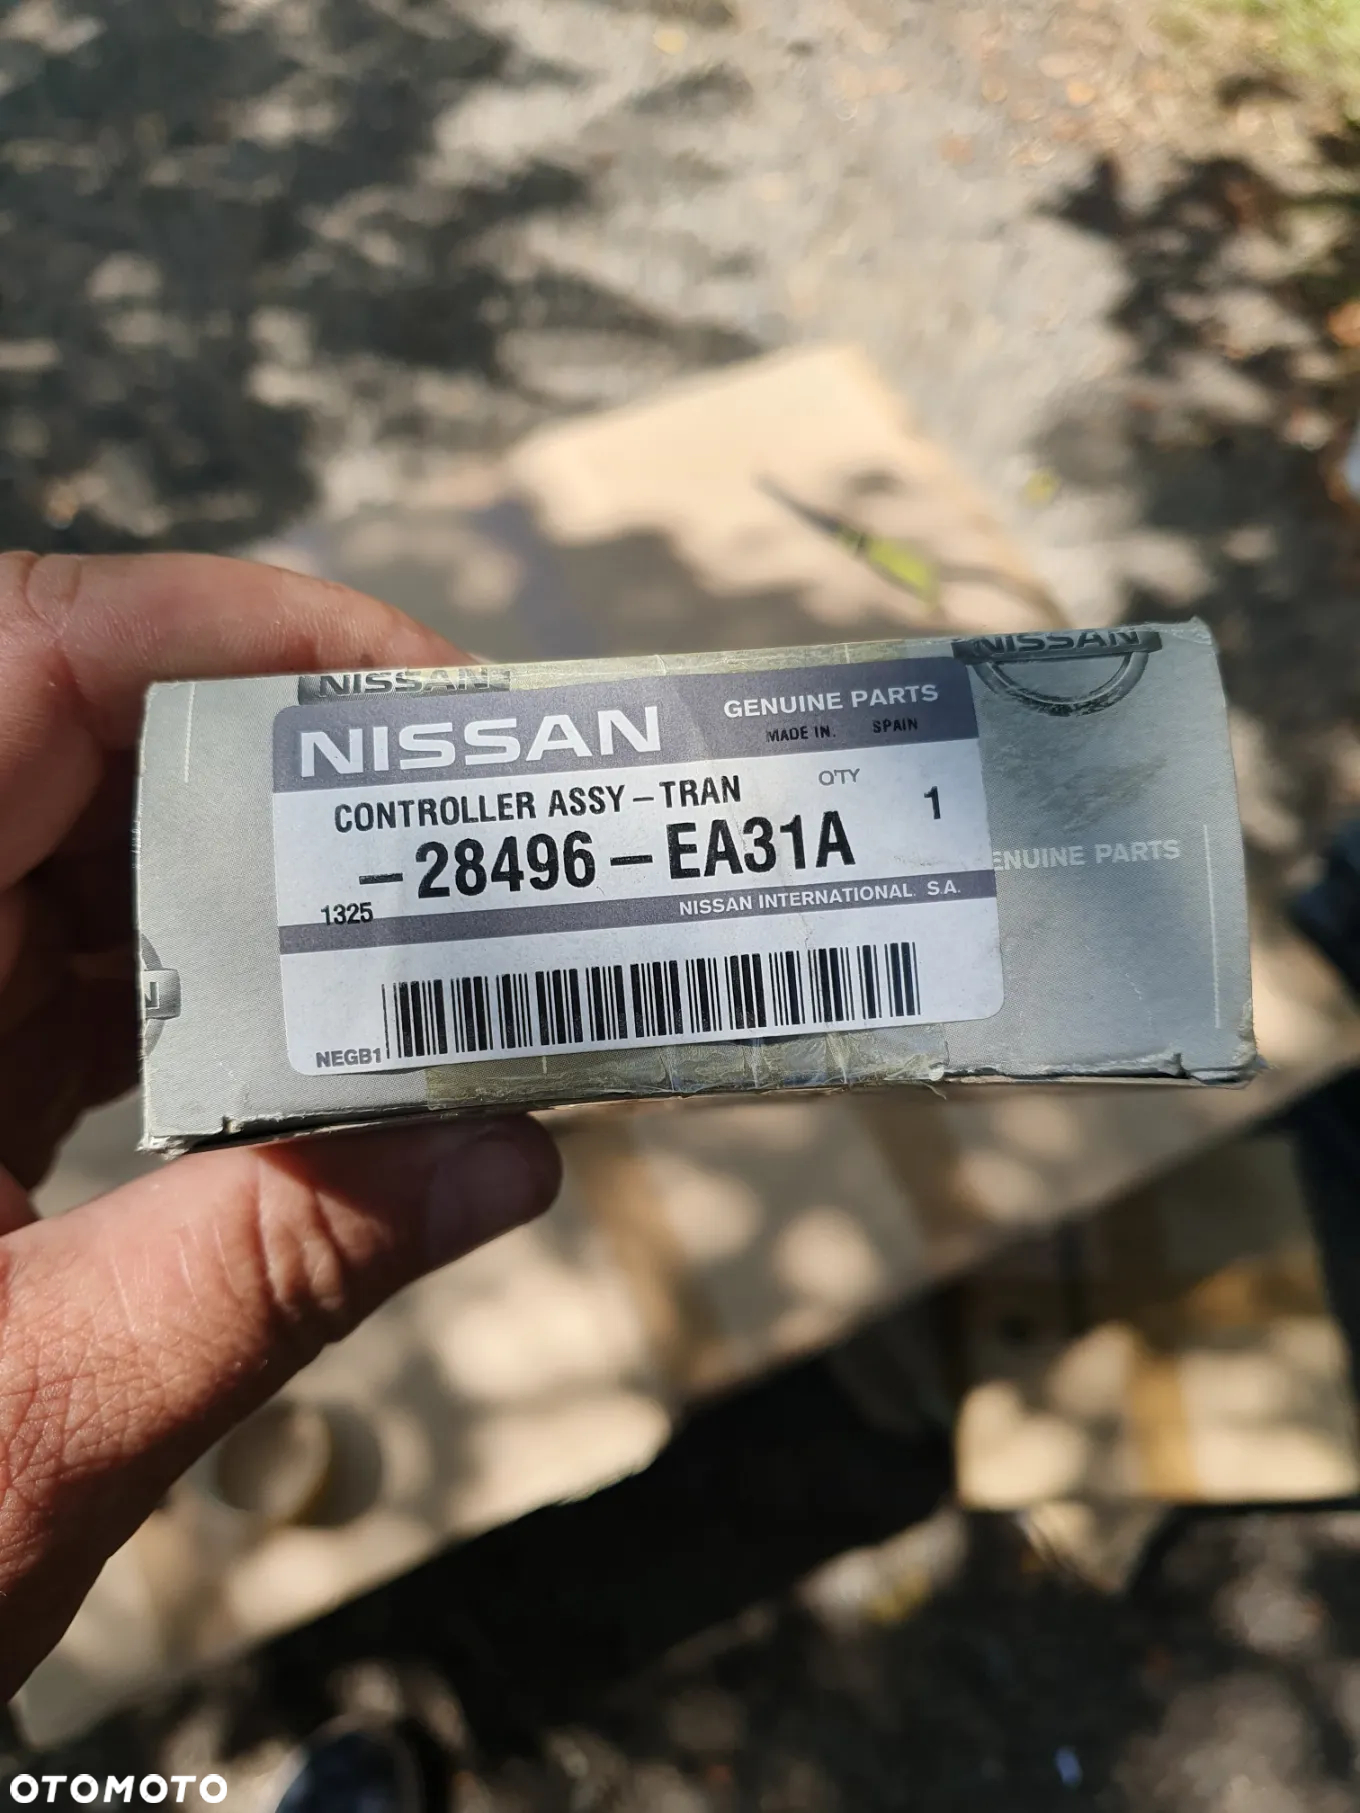 NISSAN
NISSAN
NISSAN
GENUINE PARTS
MADE IN. SPAIN
CONTROLLER ASSY-TRAN
Q'TY
1
-28496-EA31A
1325
NISSAN INTERNATIONAL S.A.
ENUINE PARTS
N
NEGB1
OTOMOTO